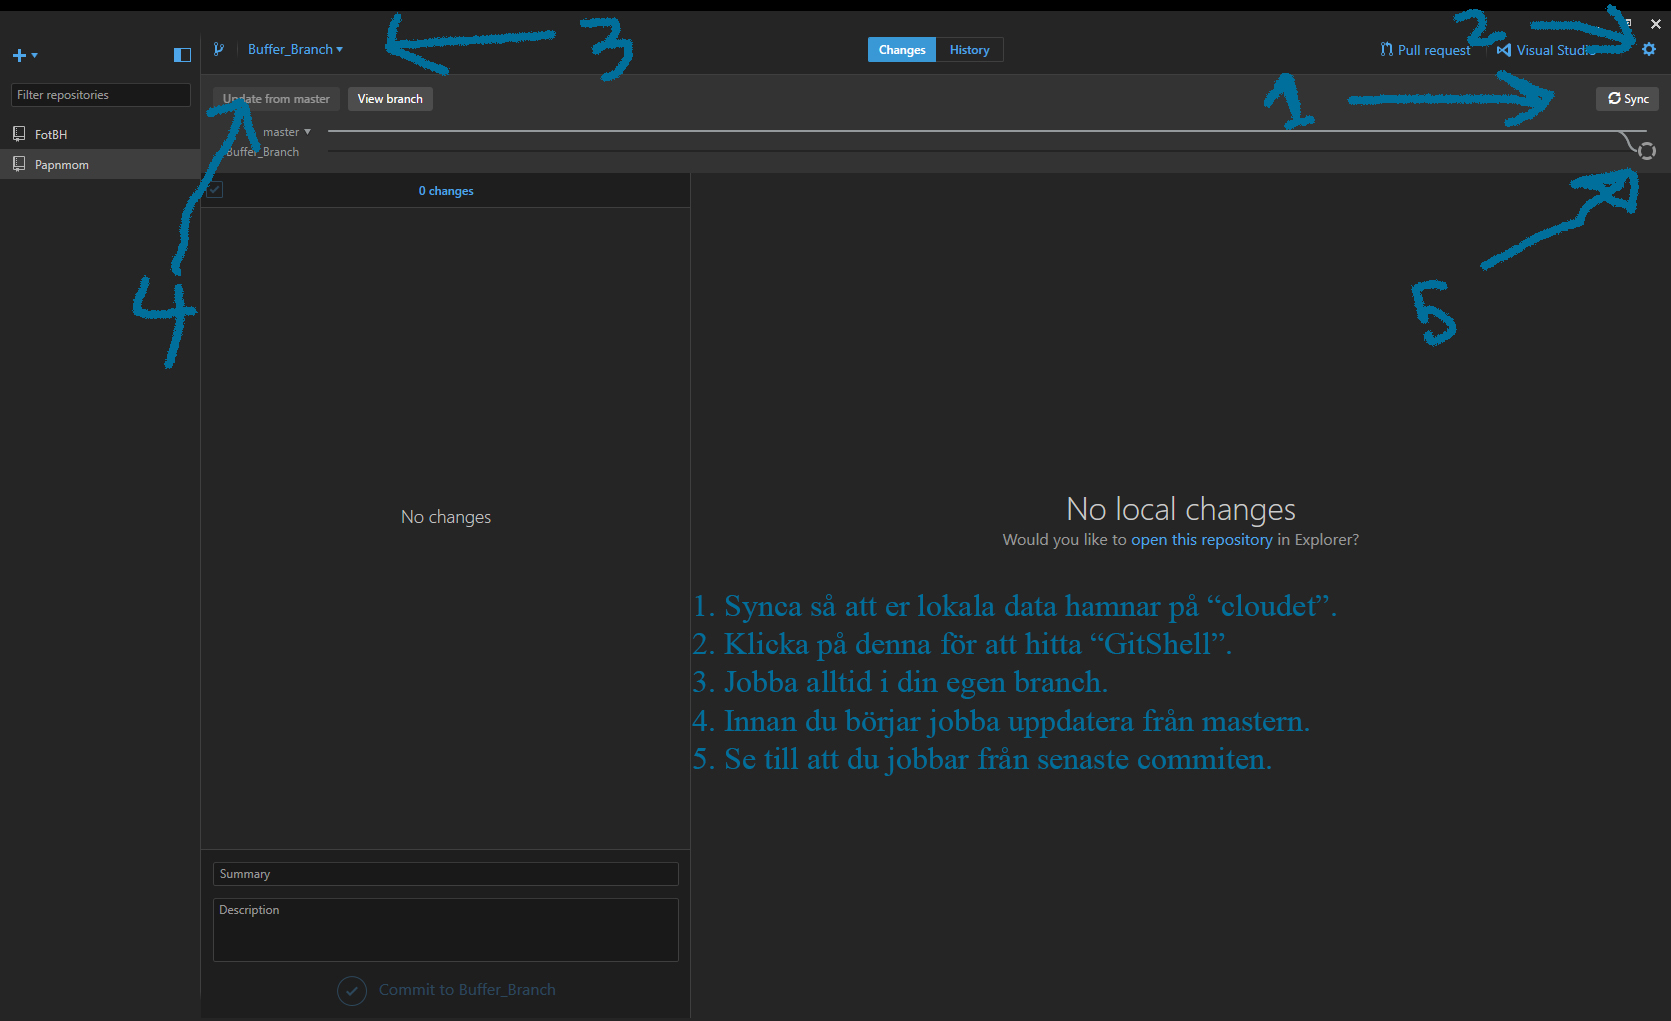 2
3
Buffer_Branch
Changes
History
Pull request
Visual Studio
Filter repositories
Update from master
View branch
1
Sync
master
FotBH
Buffer_Branch
Papnmom
0 changes
4
5
No changes
No local changes
Would you like to open this repository in Explorer?
1. Synca så att er lokala data hamnar på “cloudet”.
2. Klicka på denna för att hitta “GitShell”.
3. Jobba alltid i din egen branch.
4. Innan du börjar jobba uppdatera från mastern.
5. Se till att du jobbar från senaste commiten.
Summary
Description
Commit to Buffer_Branch